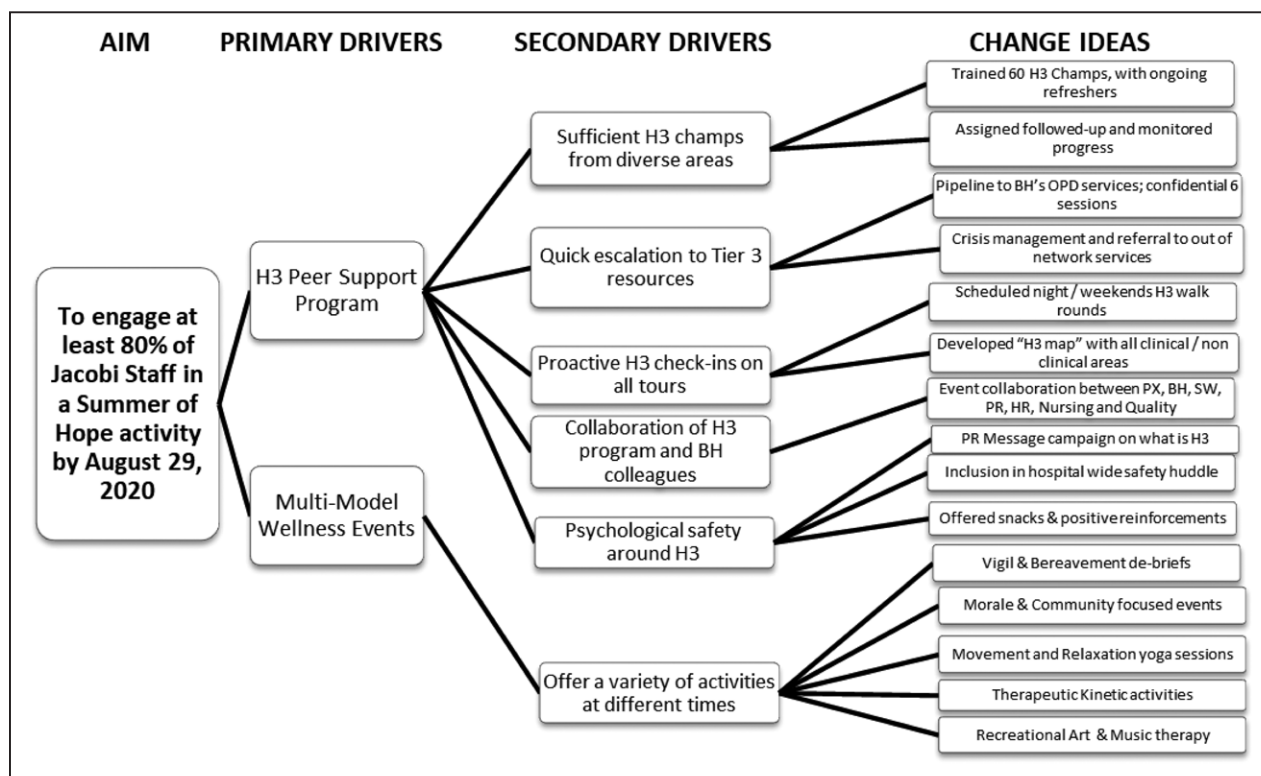 AIM
PRIMARY DRIVERS
SECONDARY DRIVERS
CHANGE IDEAS
To engage at
least 80% of
Jacobi Staff in
a Summer of
Hope activity
by August 29,
2020
H3 Peer Support
Program
Multi-Model
Wellness Events
Sufficient H3 champs
from diverse areas
Quick escalation to Tier 3
resources
Proactive H3 check-ins on
all tours
Collaboration of H3
program and BH
colleagues
Psychological safety
around H3
Offer a variety of activities
at different times
Trained 60 H3 Champs, with ongoing
refreshers
Assigned followed-up and monitored
progress
Pipeline to BH's OPD services; confidential 6
sessions
Crisis management and referral to out of
network services
Scheduled night / weekends H3 walk
rounds
Developed “H3 map” with all clinical / non
clinical areas
Event collaboration between PX, BH, SW,
PR, HR, Nursing and Quality
PR Message campaign on what is H3
Inclusion in hospital wide safety huddle
Offered snacks & positive reinforcements
Vigil & Bereavement de-briefs
Morale & Community focused events
Movement and Relaxation yoga sessions
Therapeutic Kinetic activities
Recreational Art & Music therapy